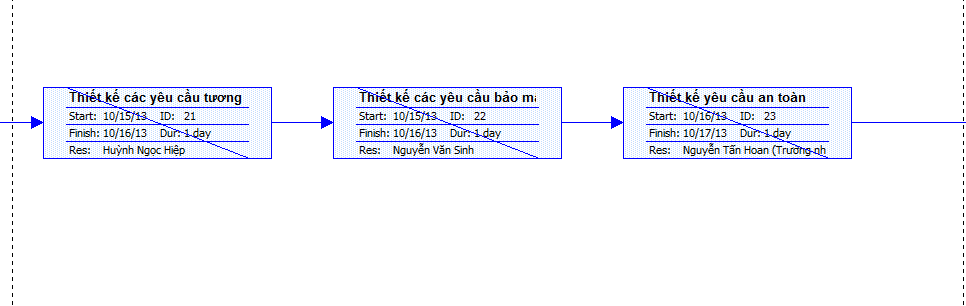 Thiết kế các yêu cầu tương
Start: 10/15/13 ID: 21
Finish: 10/16/13 Dur: 1 day
Res: Huỳnh Ngọc Hiệp
Thiết kế các yêu cầu bảo mậ
Start: 10/15/13 ID: 22
Finish: 10/16/13 Dur: 1 day
Res: Nguyễn Văn Sinh
Thiết kế yêu cầu an toàn
Start: 10/16/13 ID: 23
Finish: 10/17/13 Dur: 1 day
Res: Nguyễn Tấn Hoan (Trưởng nh